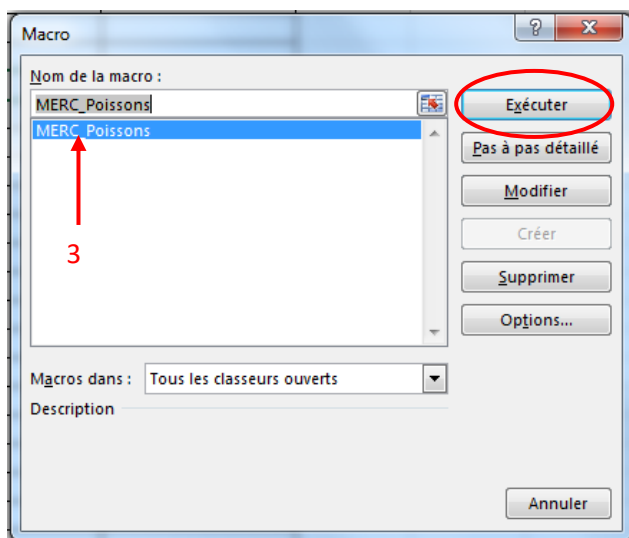 Macro
Nom de la macro :
MERC_Poissons
MERC_Poissons
3
Exécuter
Pas à pas détaillé
Modifier
Créer
Supprimer
Options...
Macros dans : Tous les classeurs ouverts
Description
Annuler